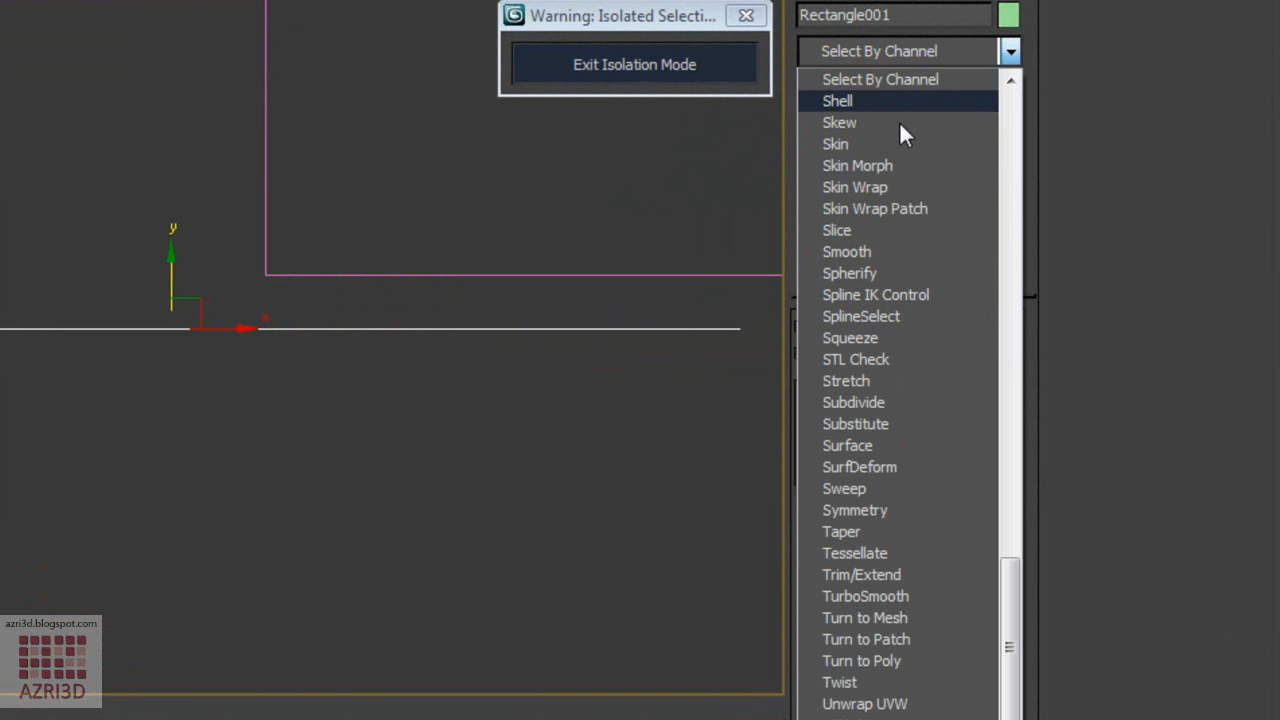 Warning: Isolated Selecti...
Exit Isolation Mode
Rectangle001
Select By Channel
Select By Channel
Shell
Skew
Skin
Skin Morph
Skin Wrap
Skin Wrap Patch
Slice
Smooth
Spherify
Spline IK Control
SplineSelect
Squeeze
STL Check
Stretch
Subdivide
Substitute
Surface
SurfDeform
Sweep
Symmetry
Taper
Tessellate
Trim/Extend
TurboSmooth
Turn to Mesh
Turn to Patch
Turn to Poly
Twist
Unwrap UVW
y
x
azri3d.blogspot.com
AZRI3D